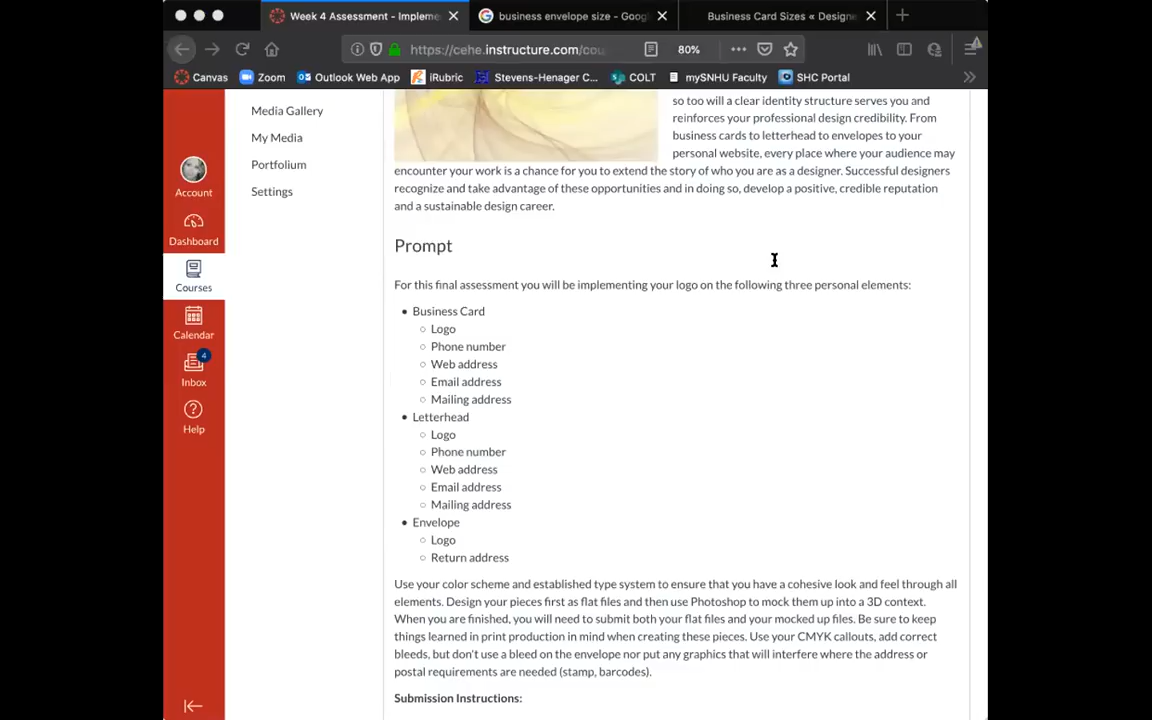 Week 4 Assessment - Impleme
business envelope size - Goog
Business Card Sizes « Designe
https://cehe.instructure.com/cou
80%
Canvas
Zoom
Outlook Web App
iRubric
Stevens-Henager C...
COLT
mySNHU Faculty
SHC Portal
Account
Dashboard
Courses
Calendar
4
Inbox
Help
Media Gallery
My Media
Portfolium
Settings
so too will a clear identity structure serves you and
reinforces your professional design credibility. From
business cards to letterhead to envelopes to your
personal website, every place where your audience may
encounter your work is a chance for you to extend the story of who you are as a designer. Successful designers
recognize and take advantage of these opportunities and in doing so, develop a positive, credible reputation
and a sustainable design career.
Prompt
For this final assessment you will be implementing your logo on the following three personal elements:
Business Card
Logo
Phone number
Web address
Email address
Mailing address
Letterhead
Logo
Phone number
Web address
Email address
Mailing address
Envelope
Logo
Return address
Use your color scheme and established type system to ensure that you have a cohesive look and feel through all
elements. Design your pieces first as flat files and then use Photoshop to mock them up into a 3D context.
When you are finished, you will need to submit both your flat files and your mocked up files. Be sure to keep
things learned in print production in mind when creating these pieces. Use your CMYK callouts, add correct
bleeds, but don't use a bleed on the envelope nor put any graphics that will interfere where the address or
postal requirements are needed (stamp, barcodes).
Submission Instructions: